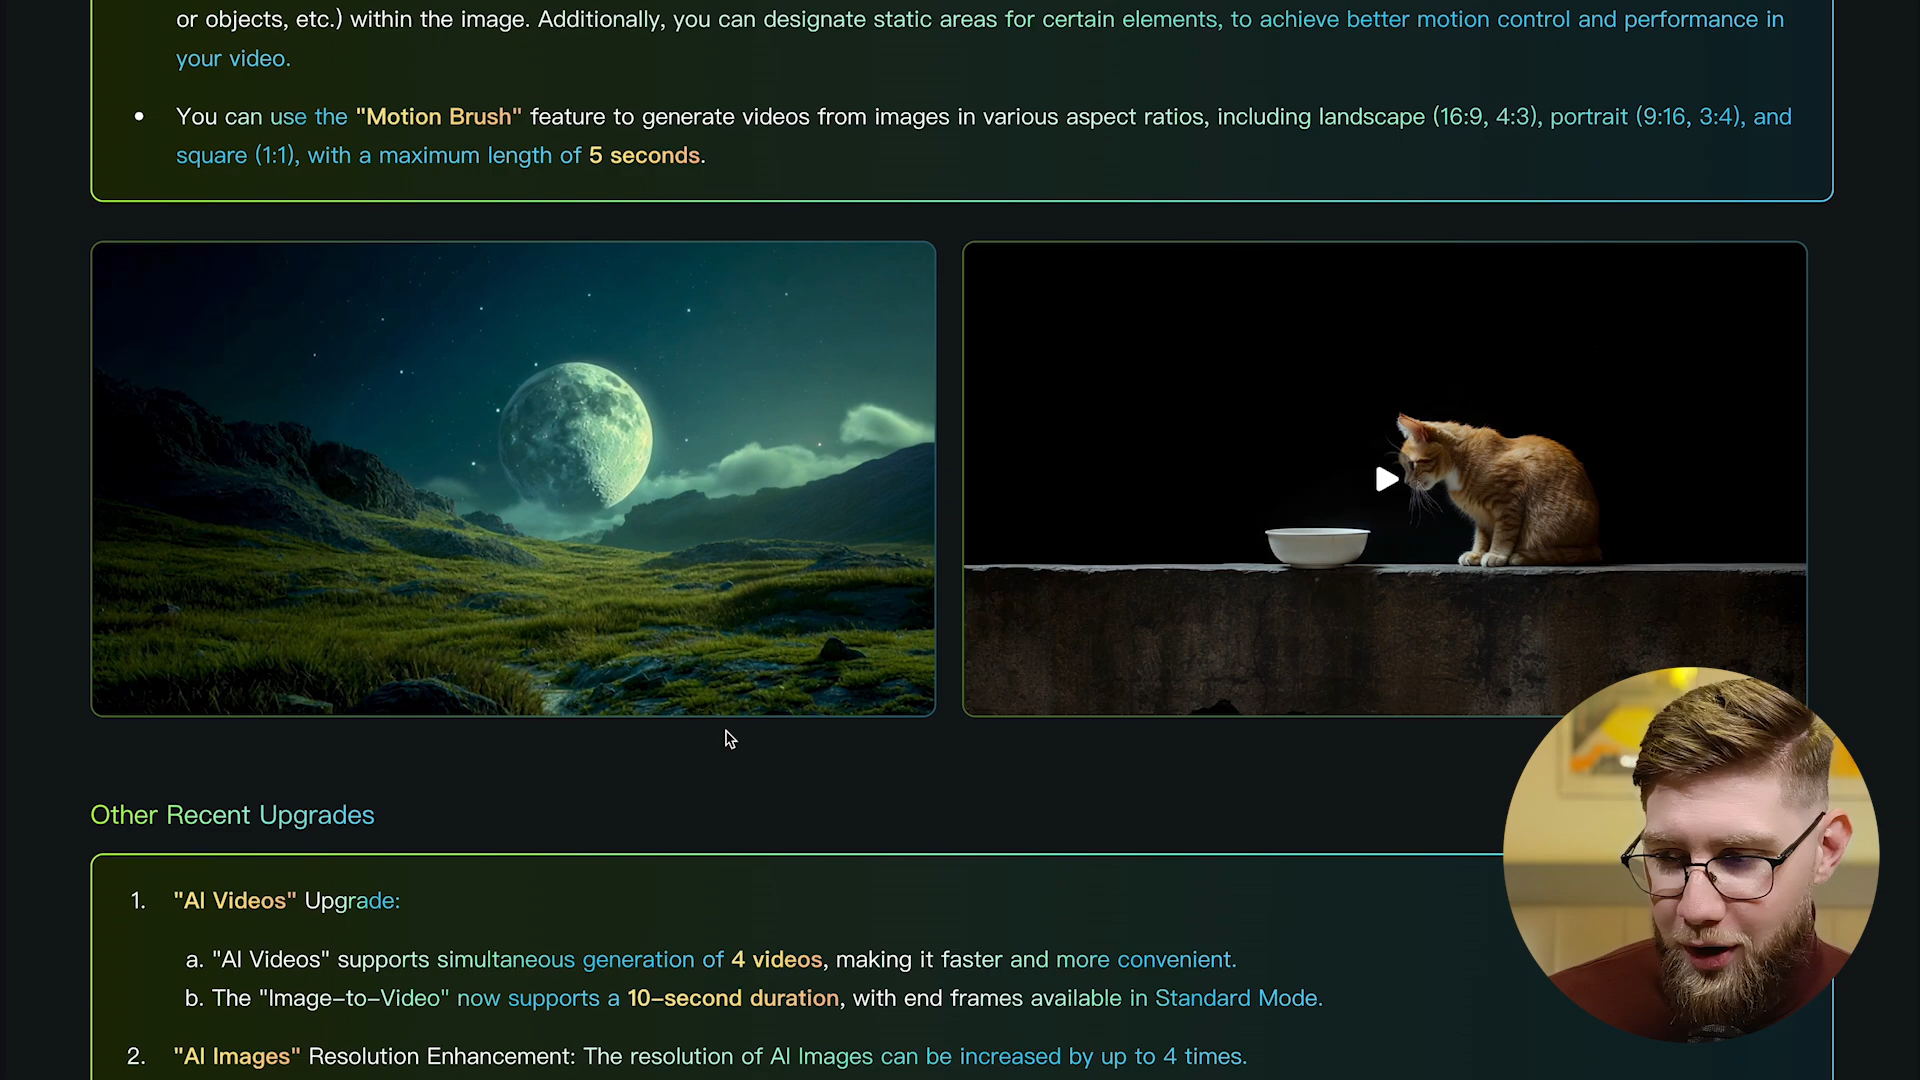 or objects, etc.) within the image. Additionally, you can designate static areas for certain elements, to achieve better motion control and performance in
your video.
• You can use the "Motion Brush" feature to generate videos from images in various aspect ratios, including landscape (16:9, 4:3), portrait (9:16, 3:4), and
square (1:1), with a maximum length of 5 seconds.
Other Recent Upgrades
1. "AI Videos" Upgrade:
a. "AI Videos" supports simultaneous generation of 4 videos, making it faster and more convenient.
b. The "Image-to-Video" now supports a 10-second duration, with end frames available in Standard Mode.
2. "AI Images" Resolution Enhancement: The resolution of AI Images can be increased by up to 4 times.